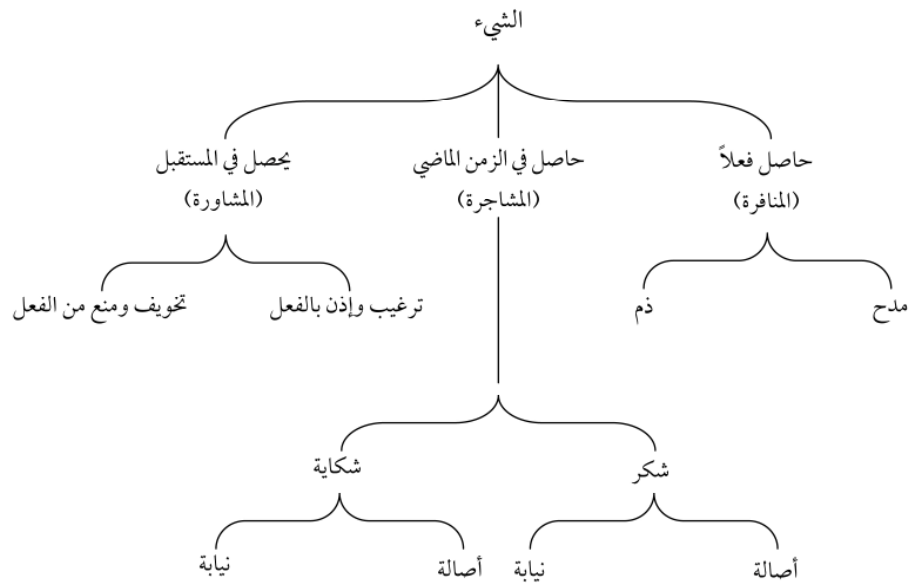 الشيء
حاصل فعلاً
(المنافرة)
حاصل في الزمن الماضي
(المشاجرة)
يحصل في المستقبل
(المشاورة)
مدح
ذم
ترغيب وإذن بالفعل
تخويف ومنع من الفعل
شكر
شكاية
أصالة
نيابة
أصالة
نيابة